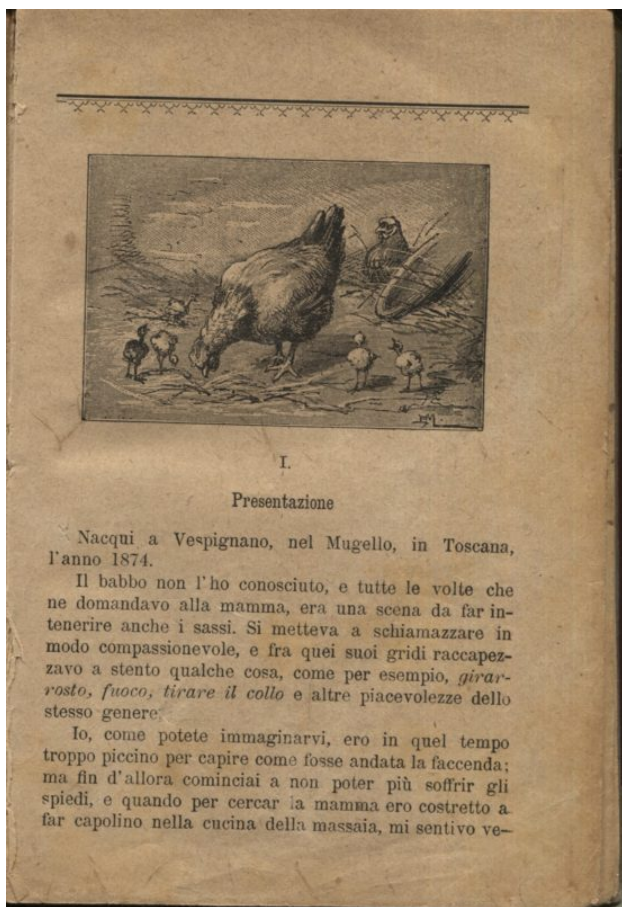 I.
Presentazione
Nacqui a Vespignano, nel Mugello, in Toscana,
l'anno 1874.
Il babbo non l'ho conosciuto, e tutte le volte che
ne domandavo alla mamma, era una scena da far in-
tenerire anche i sassi. Si metteva a schiamazzare in
modo compassionevole, e fra quei suoi gridi raccapez-
zavo a stento qualche cosa, come per esempio, girar-
rosto, fuoco, tirare il collo e altre piacevolezze dello
stesso genere.
Io, come potete immaginarvi, ero in quel tempo
troppo piccino per capire come fosse andata la faccenda;
ma fin d'allora cominciai a non poter più soffrir gli
spiedi, e quando per cercar la mamma ero costretto a
far capolino nella cucina della massaia, mi sentivo ve-